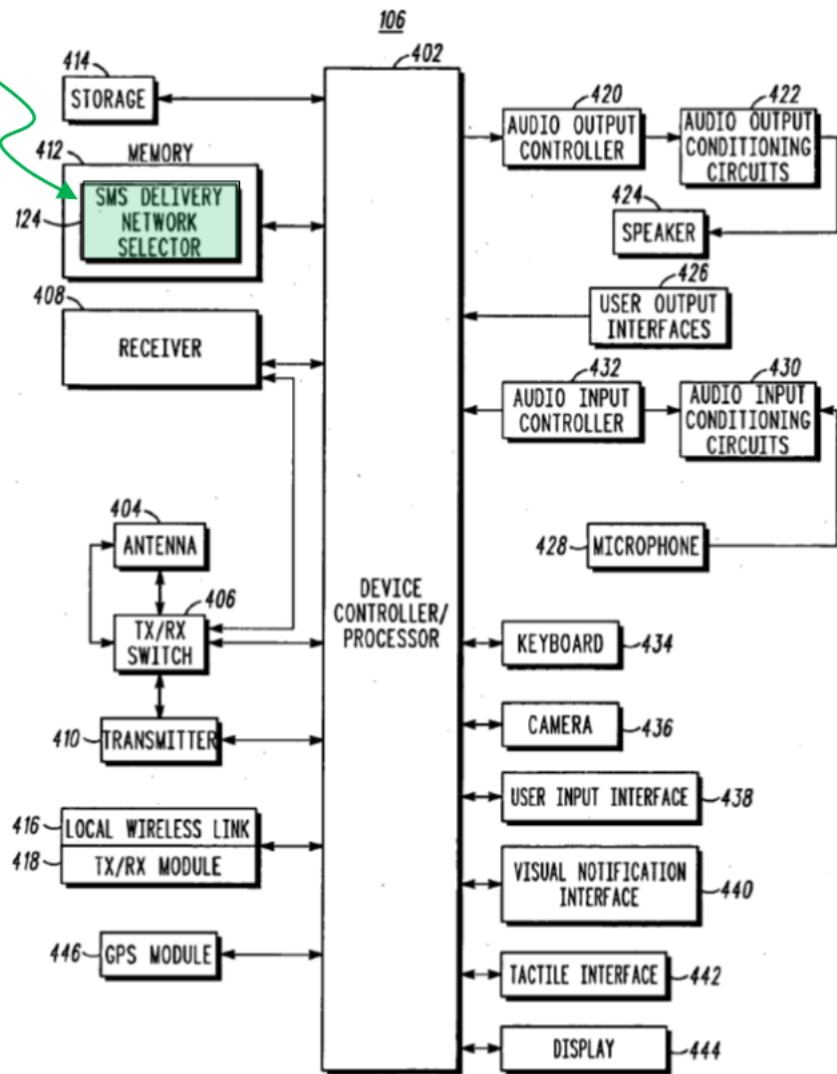 106
402
414
STORAGE
412
MEMORY
SMS DELIVERY
NETWORK
SELECTOR
124
408
RECEIVER
404
ANTENNA
406
TX/RX
SWITCH
410
TRANSMITTER
416
LOCAL WIRELESS LINK
418
TX/RX MODULE
446
GPS MODULE
DEVICE
CONTROLLER/
PROCESSOR
420
AUDIO OUTPUT
CONTROLLER
422
AUDIO OUTPUT
CONDITIONING
CIRCUITS
424
SPEAKER
426
USER OUTPUT
INTERFACES
432
AUDIO INPUT
CONTROLLER
430
AUDIO INPUT
CONDITIONING
CIRCUITS
428
MICROPHONE
KEYBOARD
434
CAMERA
436
USER INPUT INTERFACE
438
VISUAL NOTIFICATION
INTERFACE
440
TACTILE INTERFACE
442
DISPLAY
444